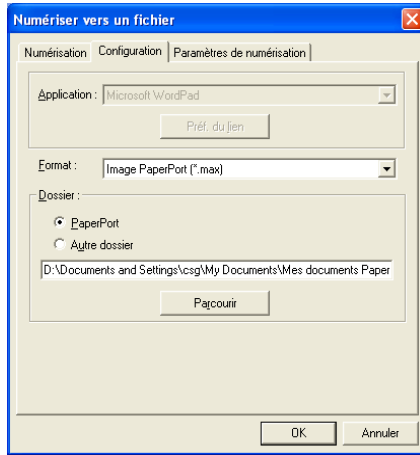 Numériser vers un fichier
Numérisation Configuration Paramètres de numérisation
Application : Microsoft WordPad
Préf. du lien
Format : Image PaperPort (*.max)
Dossier :
PaperPort
Autre dossier
D:\Documents and Settings\csg\My Documents\Mes documents Paper
Parcourir
OK Annuler